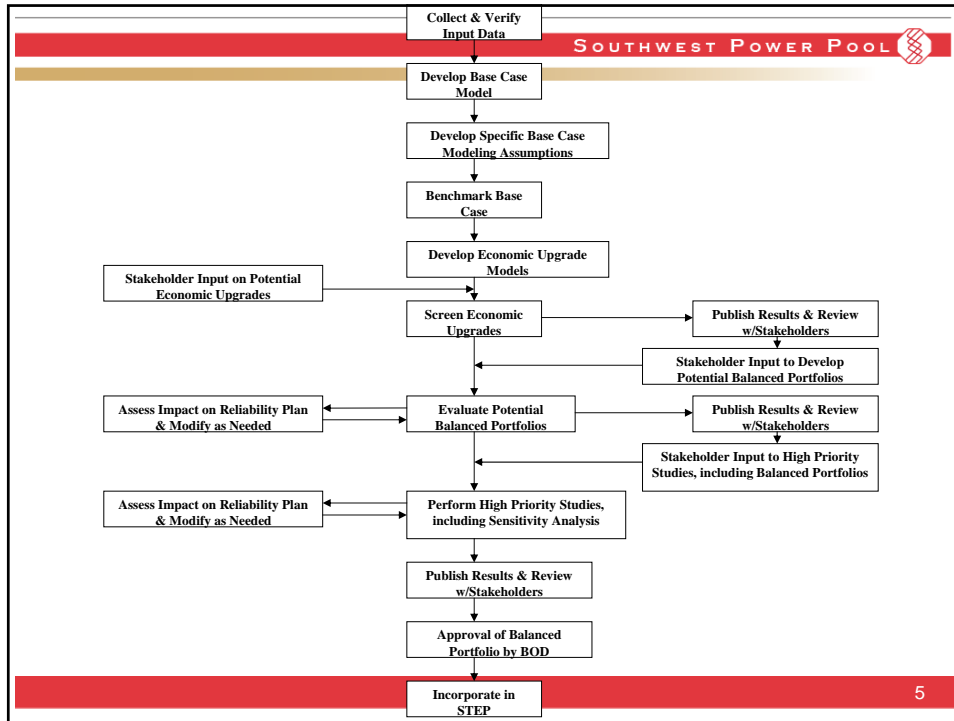 Collect & Verify
Input Data
SOUTHWEST POWER POOL
Develop Base Case
Model
Develop Specific Base Case
Modeling Assumptions
Benchmark Base
Case
Develop Economic Upgrade
Models
Stakeholder Input on Potential
Economic Upgrades
Screen Economic
Upgrades
Publish Results & Review
w/Stakeholders
Stakeholder Input to Develop
Potential Balanced Portfolios
Assess Impact on Reliability Plan
& Modify as Needed
Evaluate Potential
Balanced Portfolios
Publish Results & Review
w/Stakeholders
Stakeholder Input to High Priority
Studies, including Balanced Portfolios
Assess Impact on Reliability Plan
& Modify as Needed
Perform High Priority Studies,
including Sensitivity Analysis
Publish Results & Review
w/Stakeholders
Approval of Balanced
Portfolio by BOD
Incorporate in
STEP
5